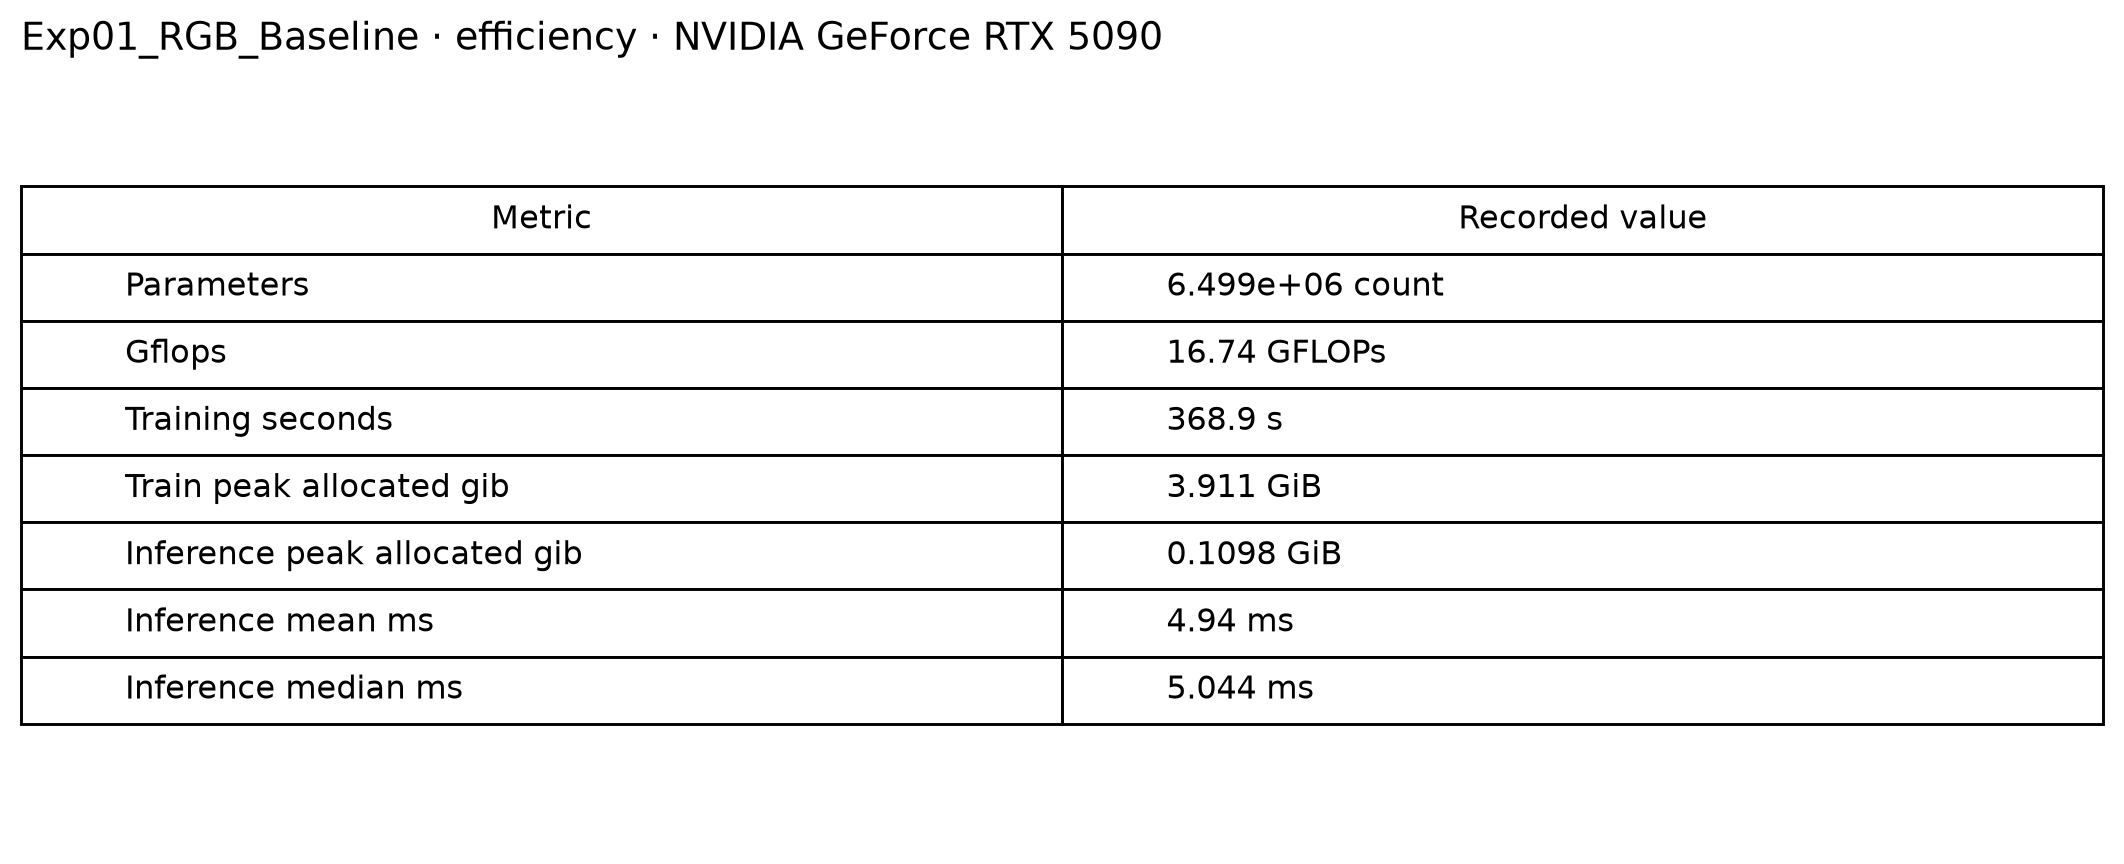 Exp01_RGB_Baseline · efficiency · NVIDIA GeForce RTX 5090
Metric Recorded value
Parameters 6.499e+06 count
Gflops 16.74 GFLOPs
Training seconds 368.9 s
Train peak allocated gib 3.911 GiB
Inference peak allocated gib 0.1098 GiB
Inference mean ms 4.94 ms
Inference median ms 5.044 ms